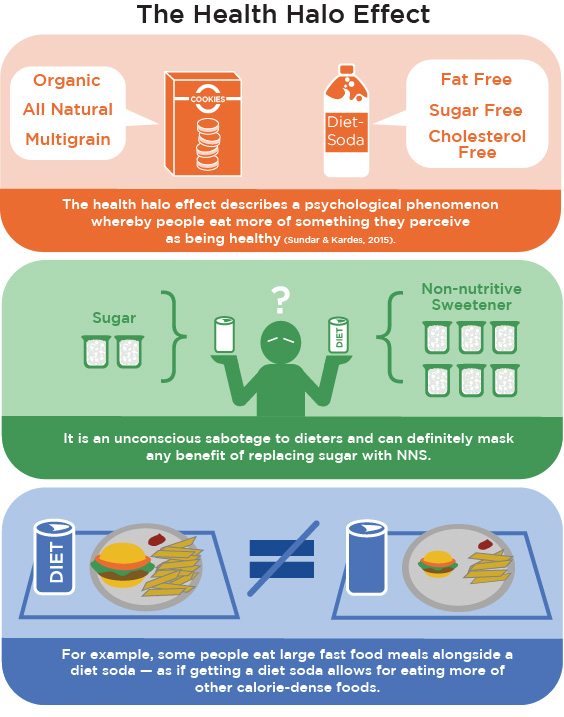 The Health Halo Effect
Organic
All Natural
Multigrain
COOKIES
Diet-
Soda
Fat Free
Sugar Free
Cholesterol
Free
The health halo effect describes a psychological phenomenon
whereby people eat more of something they perceive
as being healthy (Sundar & Kardes, 2015).
Sugar
?
DIET
Non-nutritive
Sweetener
It is an unconscious sabotage to dieters and can definitely mask
any benefit of replacing sugar with NNS.
DIET
For example, some people eat large fast food meals alongside a
diet soda — as if getting a diet soda allows for eating more of
other calorie-dense foods.